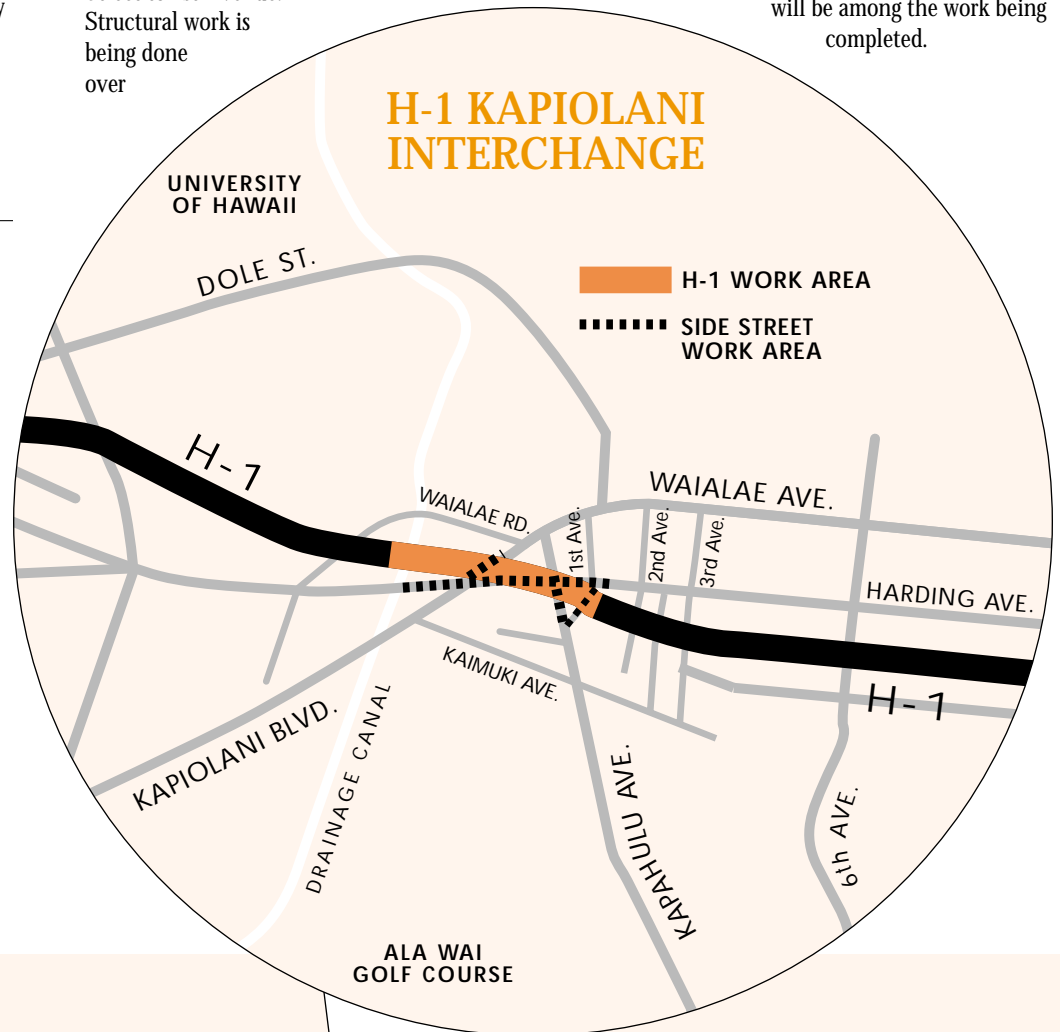 Structural work is
being done
over
will be among the work being
completed.
H-1 KAPIOLANI
INTERCHANGE
UNIVERSITY
OF HAWAII
DOLE ST.
H-1 WORK AREA
SIDE STREET
WORK AREA
H-1
WAIALAE RD.
WAIALAE AVE.
1st Ave.
2nd Ave.
3rd Ave.
HARDING AVE.
KAIMUKI AVE.
H-1
KAPIOLANI BLVD.
DRAINAGE CANAL
KAPAHULU AVE.
6th AVE.
ALA WAI
GOLF COURSE